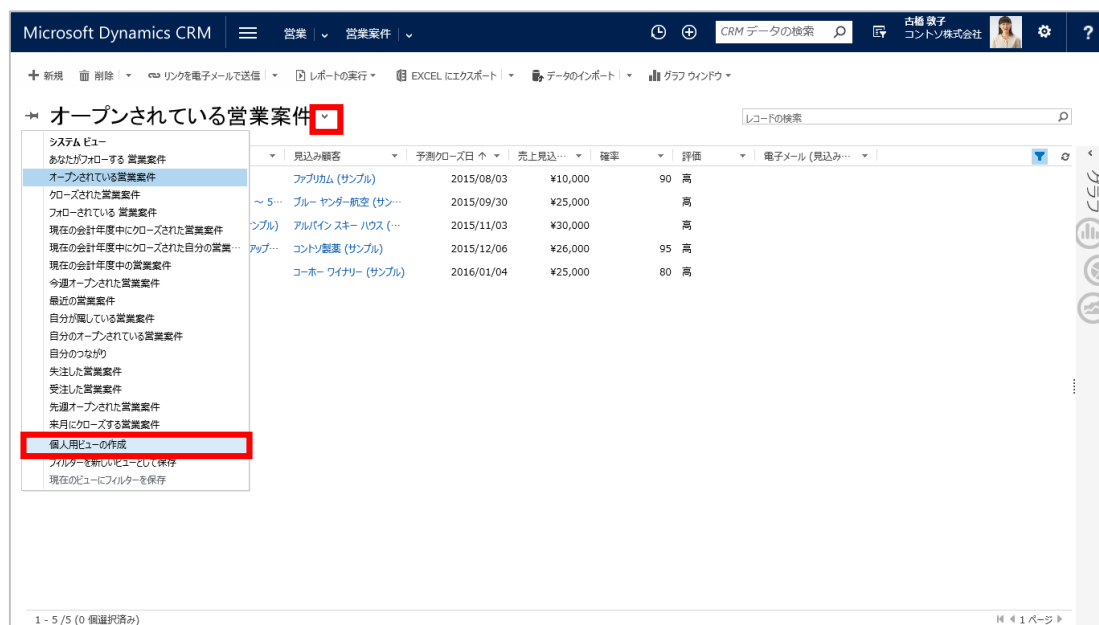 Microsoft Dynamics CRM 営業 営業案件 CRM データの検索 古橋 敦子 コントソ株式会社 ?
新規 削除 リンクを電子メールで送信 レポートの実行 EXCEL にエクスポート データのインポート グラフ ウィンドウ
オープンされている営業案件 レコードの検索
システム ビュー
あなたがフォローする 営業案件
オープンされている営業案件
クローズされた営業案件
フォローされている 営業案件
現在の会計年度中にクローズされた営業案件
現在の会計年度中にクローズされた自分の営業…
現在の会計年度中の営業案件
今週オープンされた営業案件
最近の営業案件
自分が属している営業案件
自分のオープンされている営業案件
自分のつながり
失注した営業案件
受注した営業案件
先週オープンされた営業案件
来月にクローズする営業案件
個人用ビューの作成
フィルターを新しいビューとして保存
現在のビューにフィルターを保存
見込み顧客 予測クローズ日 ↑ 売上見込… 確率 評価 電子メール (見込み…
ファブリカム (サンプル) 2015/08/03 ¥10,000 90 高
～ 5… ブルー ヤンダー航空 (サン… 2015/09/30 ¥25,000 高
ンプル) アルパイン スキー ハウス (… 2015/11/03 ¥30,000 高
アップ… コントソ製薬 (サンプル) 2015/12/06 ¥26,000 95 高
コーホー ワイナリー (サンプル) 2016/01/04 ¥25,000 80 高
グラフ
1 - 5 /5 (0 個選択済み) 1 ページ